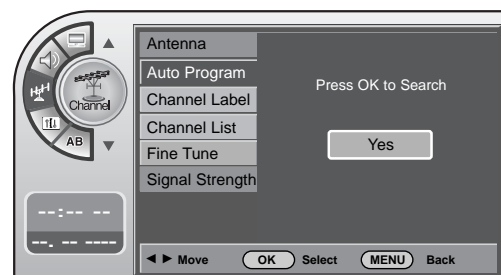 Antenna
Auto Program
Channel Label
Channel List
Fine Tune
Signal Strength
Press OK to Search
Yes
Channel
AB
--:-- --
--. -- ----
◄ ► Move OK Select MENU Back